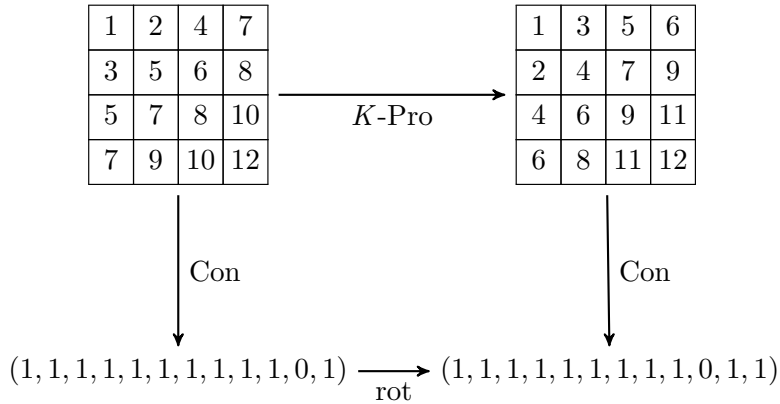 1 2 4 7
3 5 6 8
5 7 8 10
7 9 10 12
K-Pro
1 3 5 6
2 4 7 9
4 6 9 11
6 8 11 12
Con
Con
(1, 1, 1, 1, 1, 1, 1, 1, 1, 1, 0, 1)
rot
(1, 1, 1, 1, 1, 1, 1, 1, 1, 0, 1, 1)